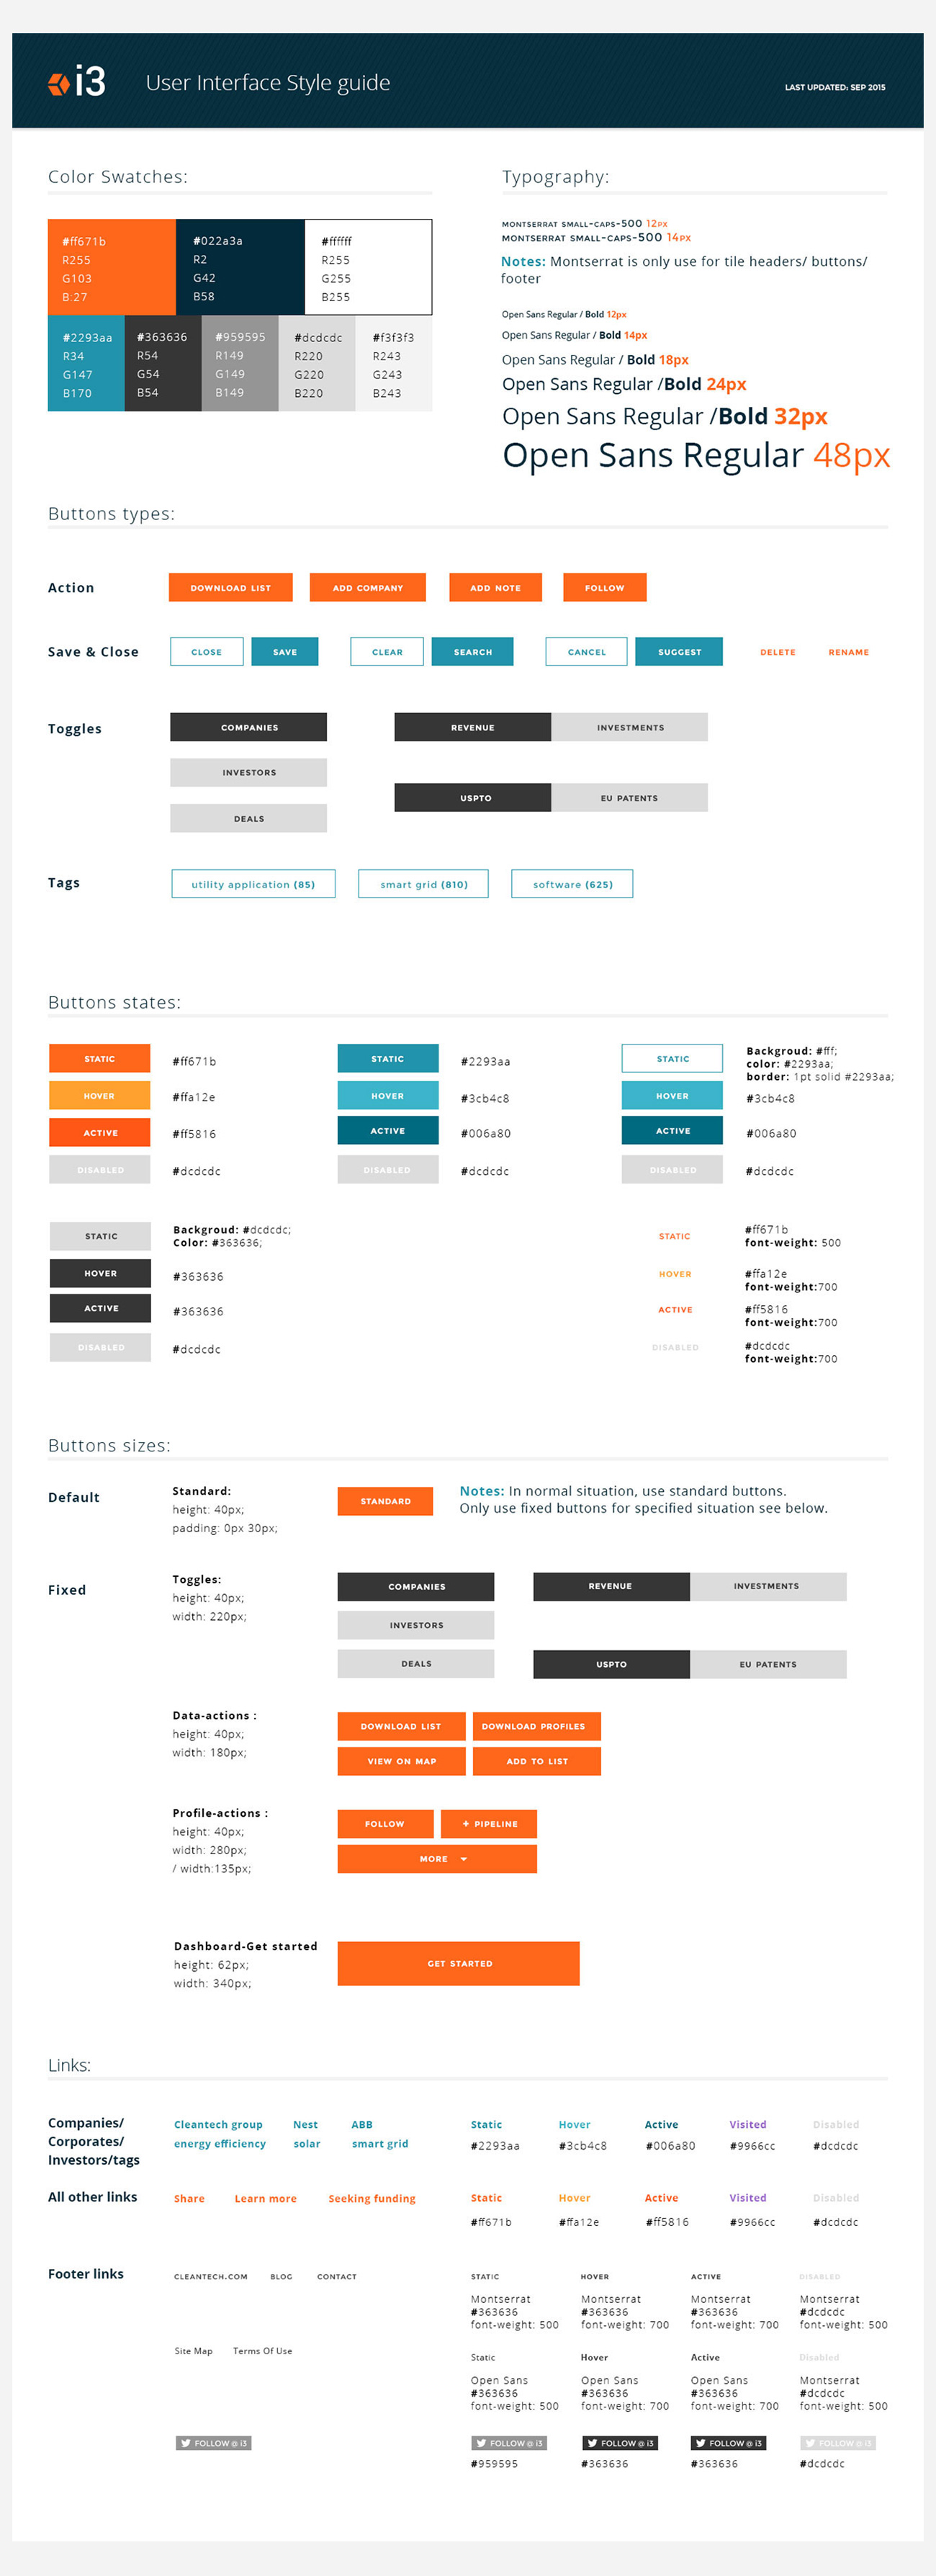 i3
User Interface Style guide
LAST UPDATED: SEP 2015
Color Swatches:
#ff671b
R255
G103
B:27
#022a3a
R2
G42
B58
#ffffff
R255
G255
B255
#2293aa
R34
G147
B170
#363636
R54
G54
B54
#959595
R149
G149
B149
#dcdcdc
R220
G220
B220
#f3f3f3
R243
G243
B243
Typography:
MONTSERRAT SMALL-CAPS-500 12PX
MONTSERRAT SMALL-CAPS-500 14PX
Notes: Montserrat is only use for tile headers/ buttons/
footer
Open Sans Regular / Bold 12px
Open Sans Regular / Bold 14px
Open Sans Regular / Bold 18px
Open Sans Regular /Bold 24px
Open Sans Regular /Bold 32px
Open Sans Regular 48px
Buttons types:
Action
DOWNLOAD LIST
ADD COMPANY
ADD NOTE
FOLLOW
Save & Close
CLOSE
SAVE
CLEAR
SEARCH
CANCEL
SUGGEST
DELETE
RENAME
Toggles
COMPANIES
INVESTORS
DEALS
REVENUE
INVESTMENTS
USPTO
EU PATENTS
Tags
utility application (85)
smart grid (810)
software (625)
Buttons states:
STATIC
#ff671b
HOVER
#ffa12e
ACTIVE
#ff5816
DISABLED
#dcdcdc
STATIC
#2293aa
HOVER
#3cb4c8
ACTIVE
#006a80
DISABLED
#dcdcdc
STATIC
Backgroud: #fff;
color: #2293aa;
border: 1pt solid #2293aa;
HOVER
#3cb4c8
ACTIVE
#006a80
DISABLED
#dcdcdc
STATIC
Backgroud: #dcdcdc;
Color: #363636;
HOVER
#363636
ACTIVE
#363636
DISABLED
#dcdcdc
STATIC
#ff671b
font-weight: 500
HOVER
#ffa12e
font-weight:700
ACTIVE
#ff5816
font-weight:700
DISABLED
#dcdcdc
font-weight:700
Buttons sizes:
Default
Standard:
height: 40px;
padding: 0px 30px;
STANDARD
Notes: In normal situation, use standard buttons.
Only use fixed buttons for specified situation see below.
Fixed
Toggles:
height: 40px;
width: 220px;
COMPANIES
INVESTORS
DEALS
REVENUE
INVESTMENTS
USPTO
EU PATENTS
Data-actions :
height: 40px;
width: 180px;
DOWNLOAD LIST
DOWNLOAD PROFILES
VIEW ON MAP
ADD TO LIST
Profile-actions :
height: 40px;
width: 280px;
/ width:135px;
FOLLOW
+ PIPELINE
MORE
Dashboard-Get started
height: 62px;
width: 340px;
GET STARTED
Links:
Companies/
Corporates/
Investors/tags
Cleantech group
Nest
ABB
energy efficiency
solar
smart grid
Static
Hover
Active
Visited
Disabled
#2293aa
#3cb4c8
#006a80
#9966cc
#dcdcdc
All other links
Share
Learn more
Seeking funding
Static
Hover
Active
Visited
Disabled
#ff671b
#ffa12e
#ff5816
#9966cc
#dcdcdc
Footer links
CLEANTECH.COM
BLOG
CONTACT
STATIC
HOVER
ACTIVE
DISABLED
Montserrat
#363636
font-weight: 500
Montserrat
#363636
font-weight: 700
Montserrat
#363636
font-weight: 700
Montserrat
#dcdcdc
font-weight: 500
Site Map
Terms Of Use
Static
Hover
Active
Disabled
Open Sans
#363636
font-weight: 500
Open Sans
#363636
font-weight: 700
Open Sans
#363636
font-weight: 700
Montserrat
#dcdcdc
font-weight: 500
FOLLOW @ i3
FOLLOW @ i3
FOLLOW @ i3
FOLLOW @ i3
FOLLOW @ i3
#959595
#363636
#363636
#dcdcdc